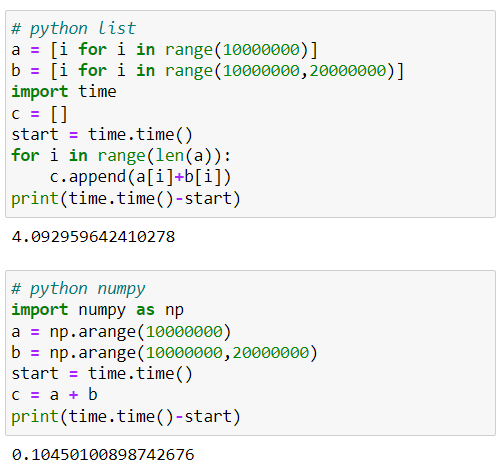 # python list
a = [i for i in range(10000000)]
b = [i for i in range(10000000,20000000)]
import time
c = []
start = time.time()
for i in range(len(a)):
    c.append(a[i]+b[i])
print(time.time()-start)
4.092959642410278
# python numpy
import numpy as np
a = np.arange(10000000)
b = np.arange(10000000,20000000)
start = time.time()
c = a + b
print(time.time()-start)
0.10450100898742676